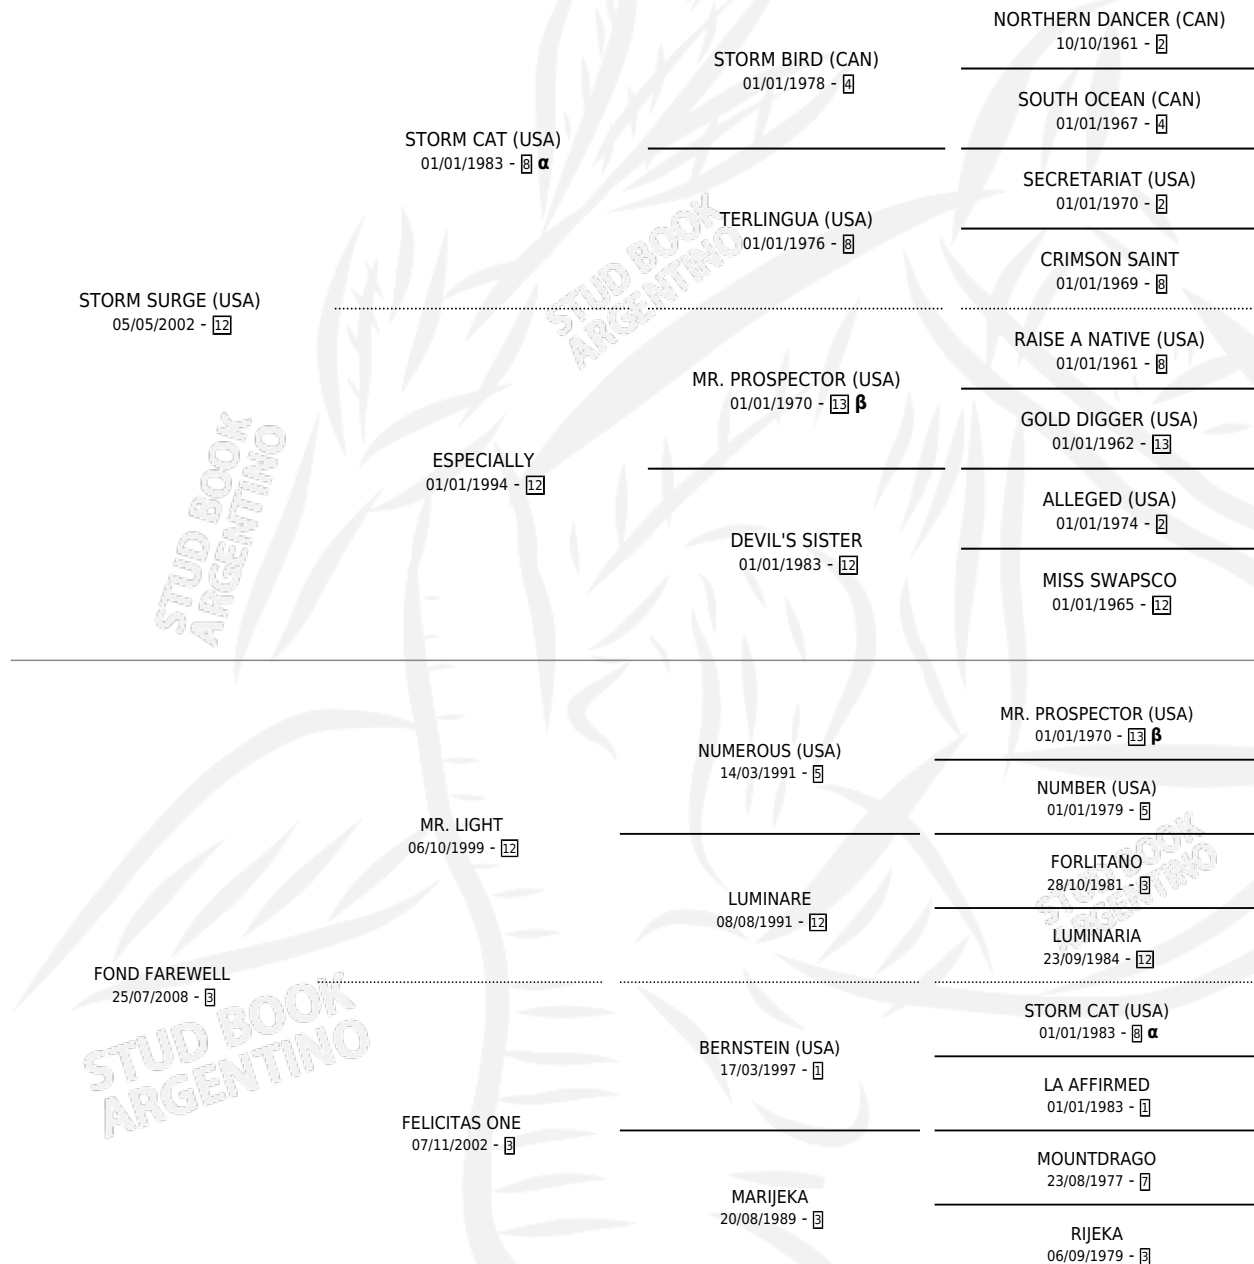 STORM SURGE (USA)
05/05/2002 - 12
STORM CAT (USA)
01/01/1983 - 8 α
STORM BIRD (CAN)
01/01/1978 - 4
NORTHERN DANCER (CAN)
10/10/1961 - 2
SOUTH OCEAN (CAN)
01/01/1967 - 4
TERLINGUA (USA)
01/01/1976 - 8
SECRETARIAT (USA)
01/01/1970 - 2
CRIMSON SAINT
01/01/1969 - 8
ESPECIALLY
01/01/1994 - 12
MR. PROSPECTOR (USA)
01/01/1970 - 13 β
RAISE A NATIVE (USA)
01/01/1961 - 8
GOLD DIGGER (USA)
01/01/1962 - 13
DEVIL'S SISTER
01/01/1983 - 12
ALLEGED (USA)
01/01/1974 - 2
MISS SWAPSCO
01/01/1965 - 12
FOND FAREWELL
25/07/2008 - 3
MR. LIGHT
06/10/1999 - 12
NUMEROUS (USA)
14/03/1991 - 5
MR. PROSPECTOR (USA)
01/01/1970 - 13 β
NUMBER (USA)
01/01/1979 - 5
LUMINARE
08/08/1991 - 12
FORLITANO
28/10/1981 - 3
LUMINARIA
23/09/1984 - 12
FELICITAS ONE
07/11/2002 - 3
BERNSTEIN (USA)
17/03/1997 - 1
STORM CAT (USA)
01/01/1983 - 8 α
LA AFFIRMED
01/01/1983 - 1
MARIJEKA
20/08/1989 - 3
MOUNTDRAGO
23/08/1977 - 7
RIJEKA
06/09/1979 - 3
STUD BOOK
ARGENTINO
STUD BOOK
ARGENTINO
STUD BOOK
ARGENTINO
STUD BOOK
ARGENTINO